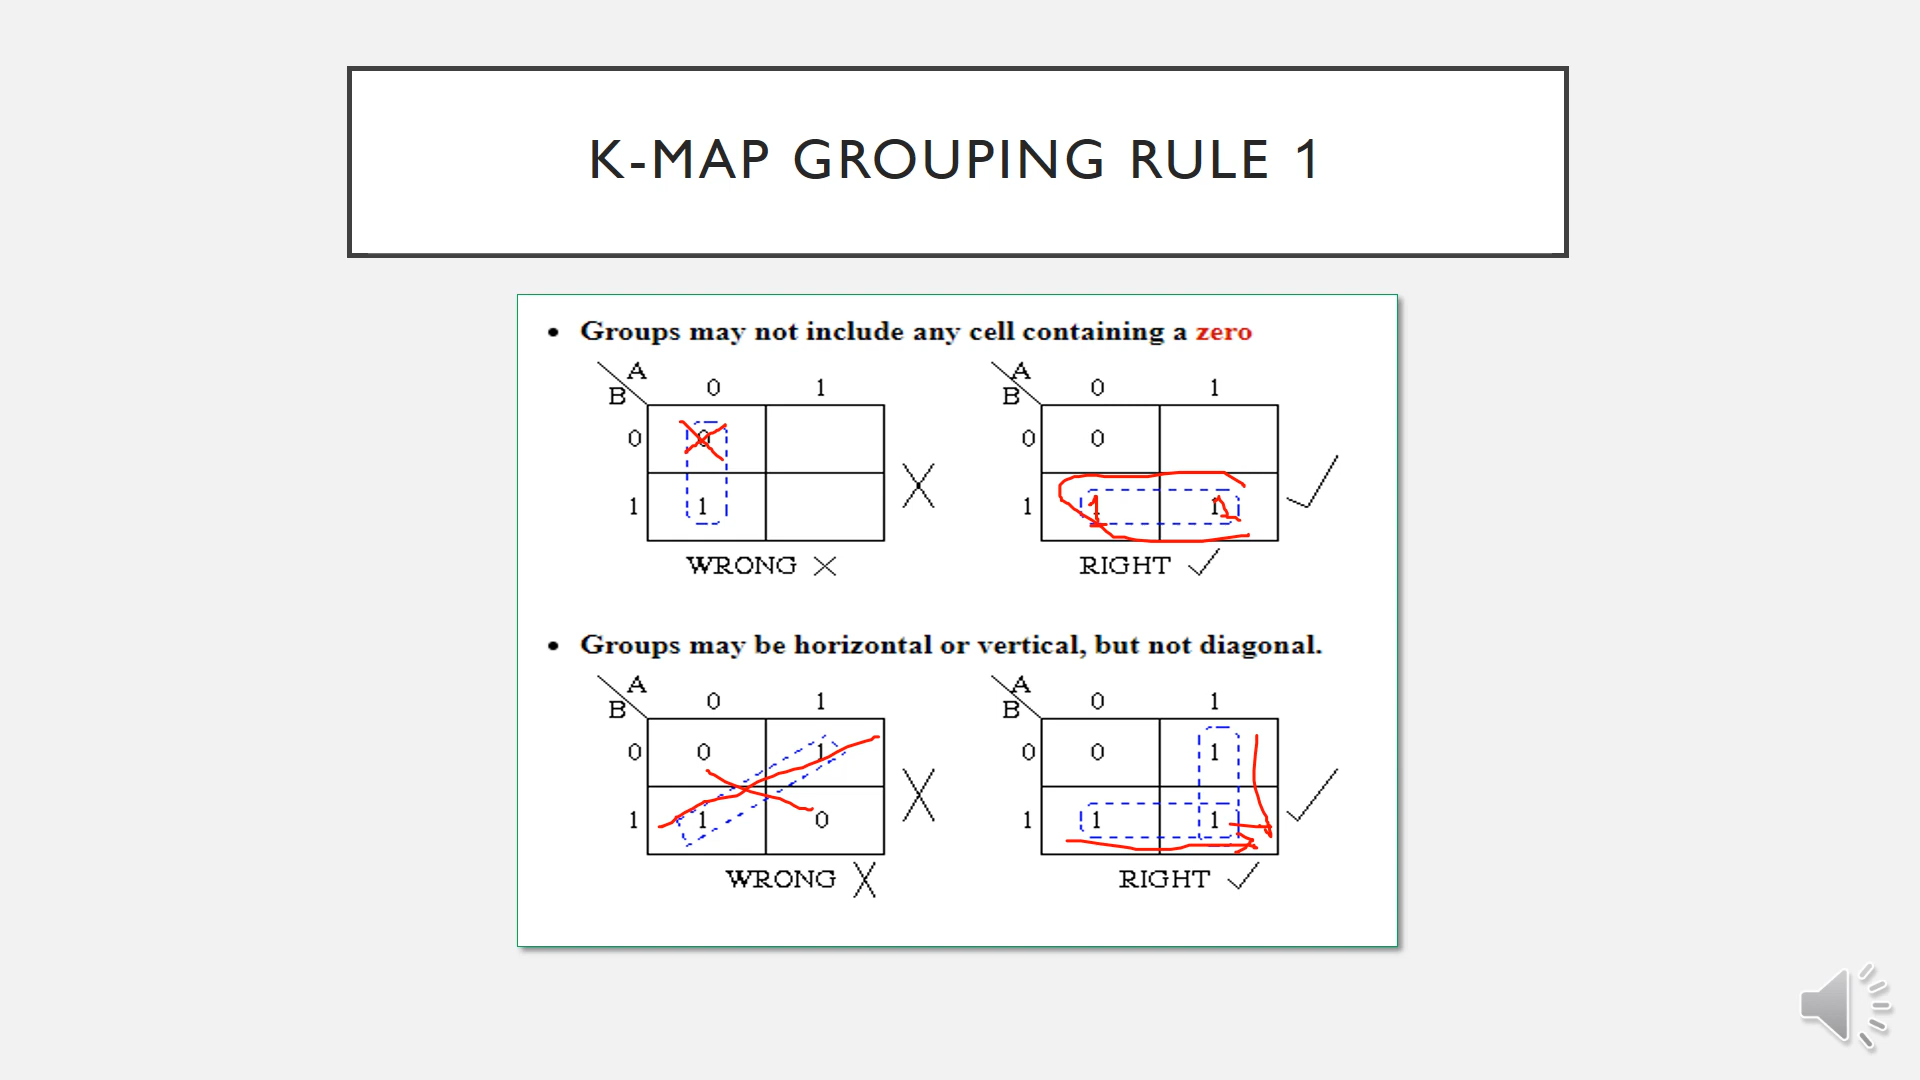 K-MAP GROUPING RULE 1
• Groups may not include any cell containing a zero
A 0 1 A 0 1
B B
0 0 0 0
1 1 1 1 1
WRONG RIGHT
• Groups may be horizontal or vertical, but not diagonal.
A 0 1 A 0 1
B B
0 0 1 0 0 1
1 1 0 1 1 1
WRONG RIGHT